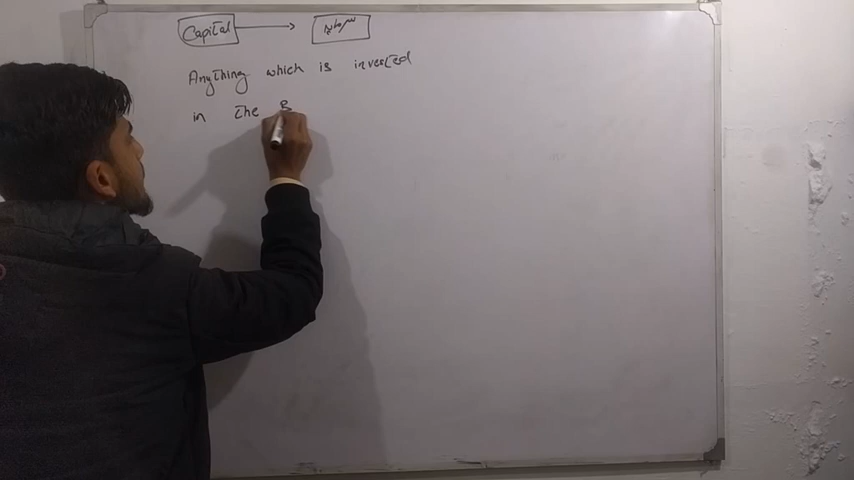 Capital → سرمایہ
Anything which is invested
in the B